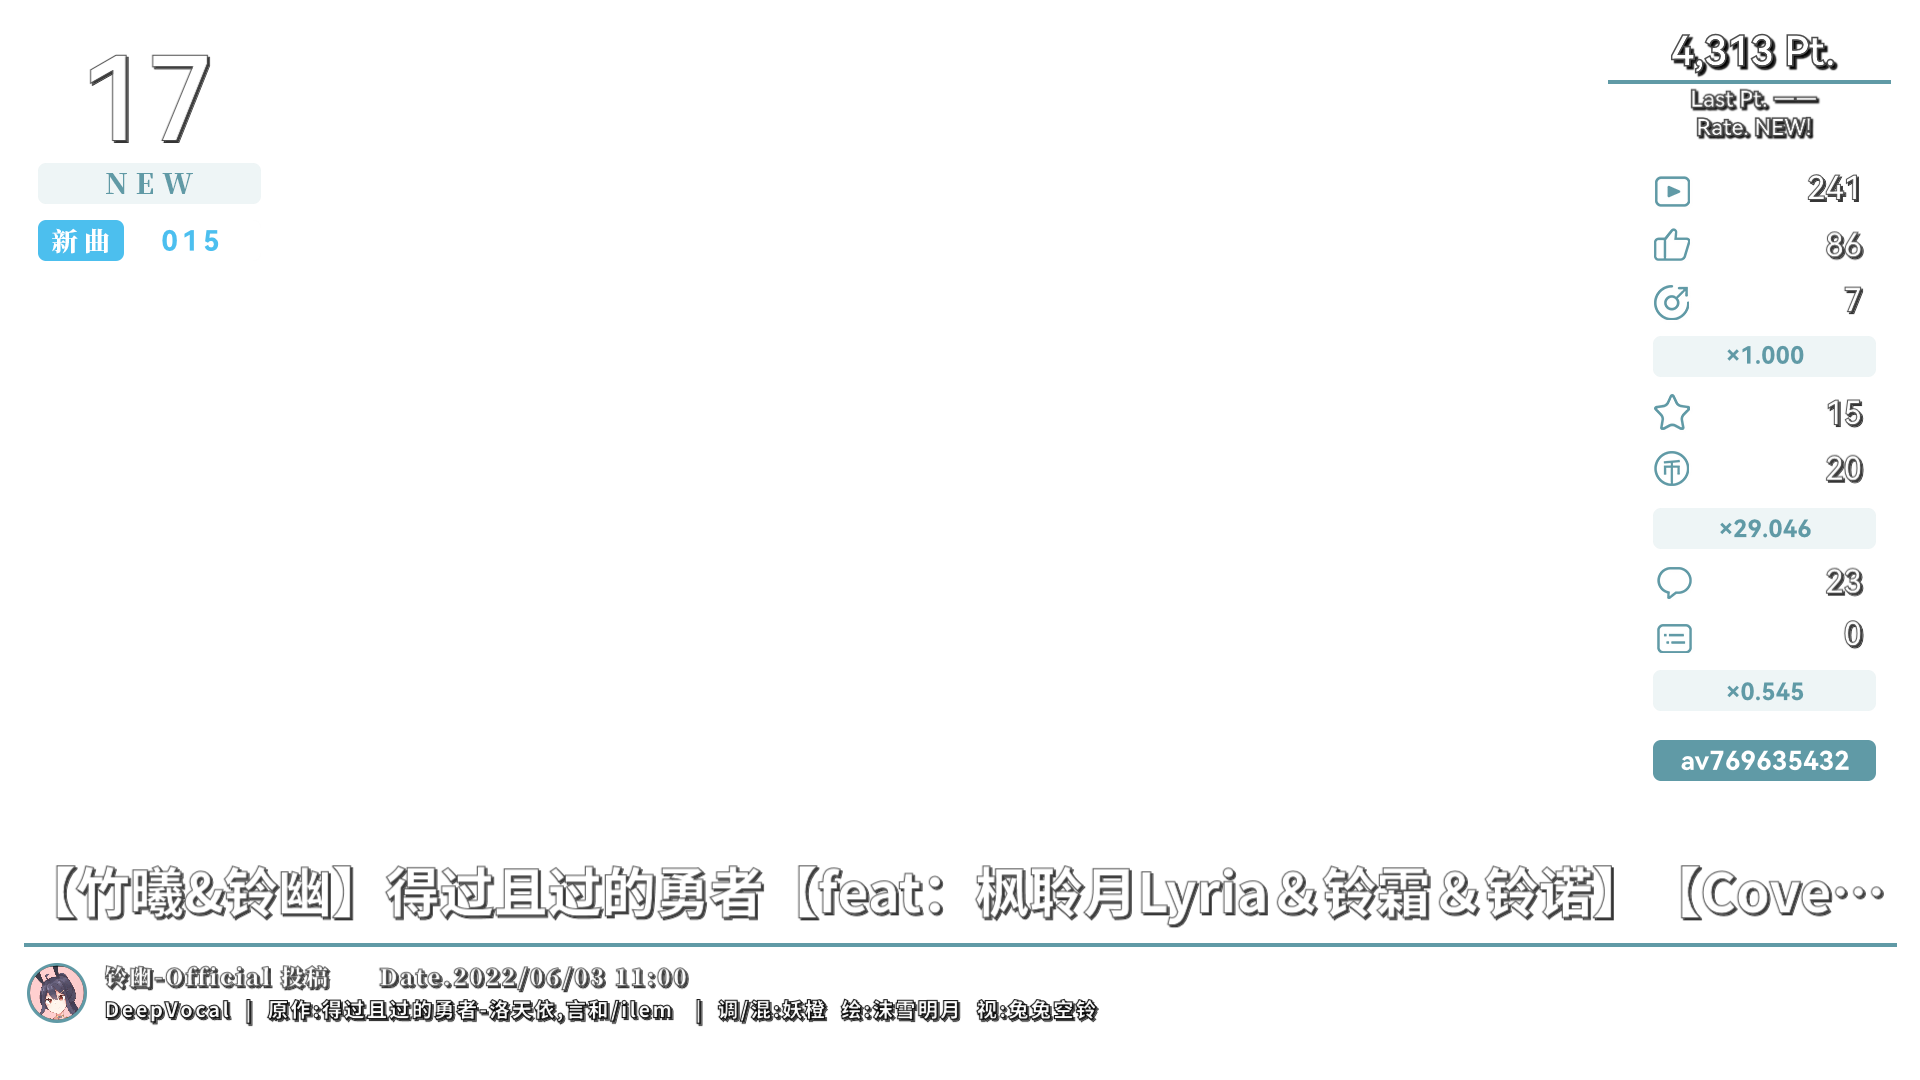 17
NEW
新曲 015
4,313 Pt.
Last Pt. ——
Rate. NEW!
241
86
7
×1.000
15
20
×29.046
23
0
×0.545
av769635432
【竹曦&铃幽】得过且过的勇者【feat：枫聆月Lyria＆铃霜＆铃诺】 【Cove…
铃幽-Official 投稿 Date.2022/06/03 11:00
DeepVocal | 原作:得过且过的勇者-洛天依,言和/ilem | 调/混:妖橙 绘:沫雪明月 视:兔兔空铃